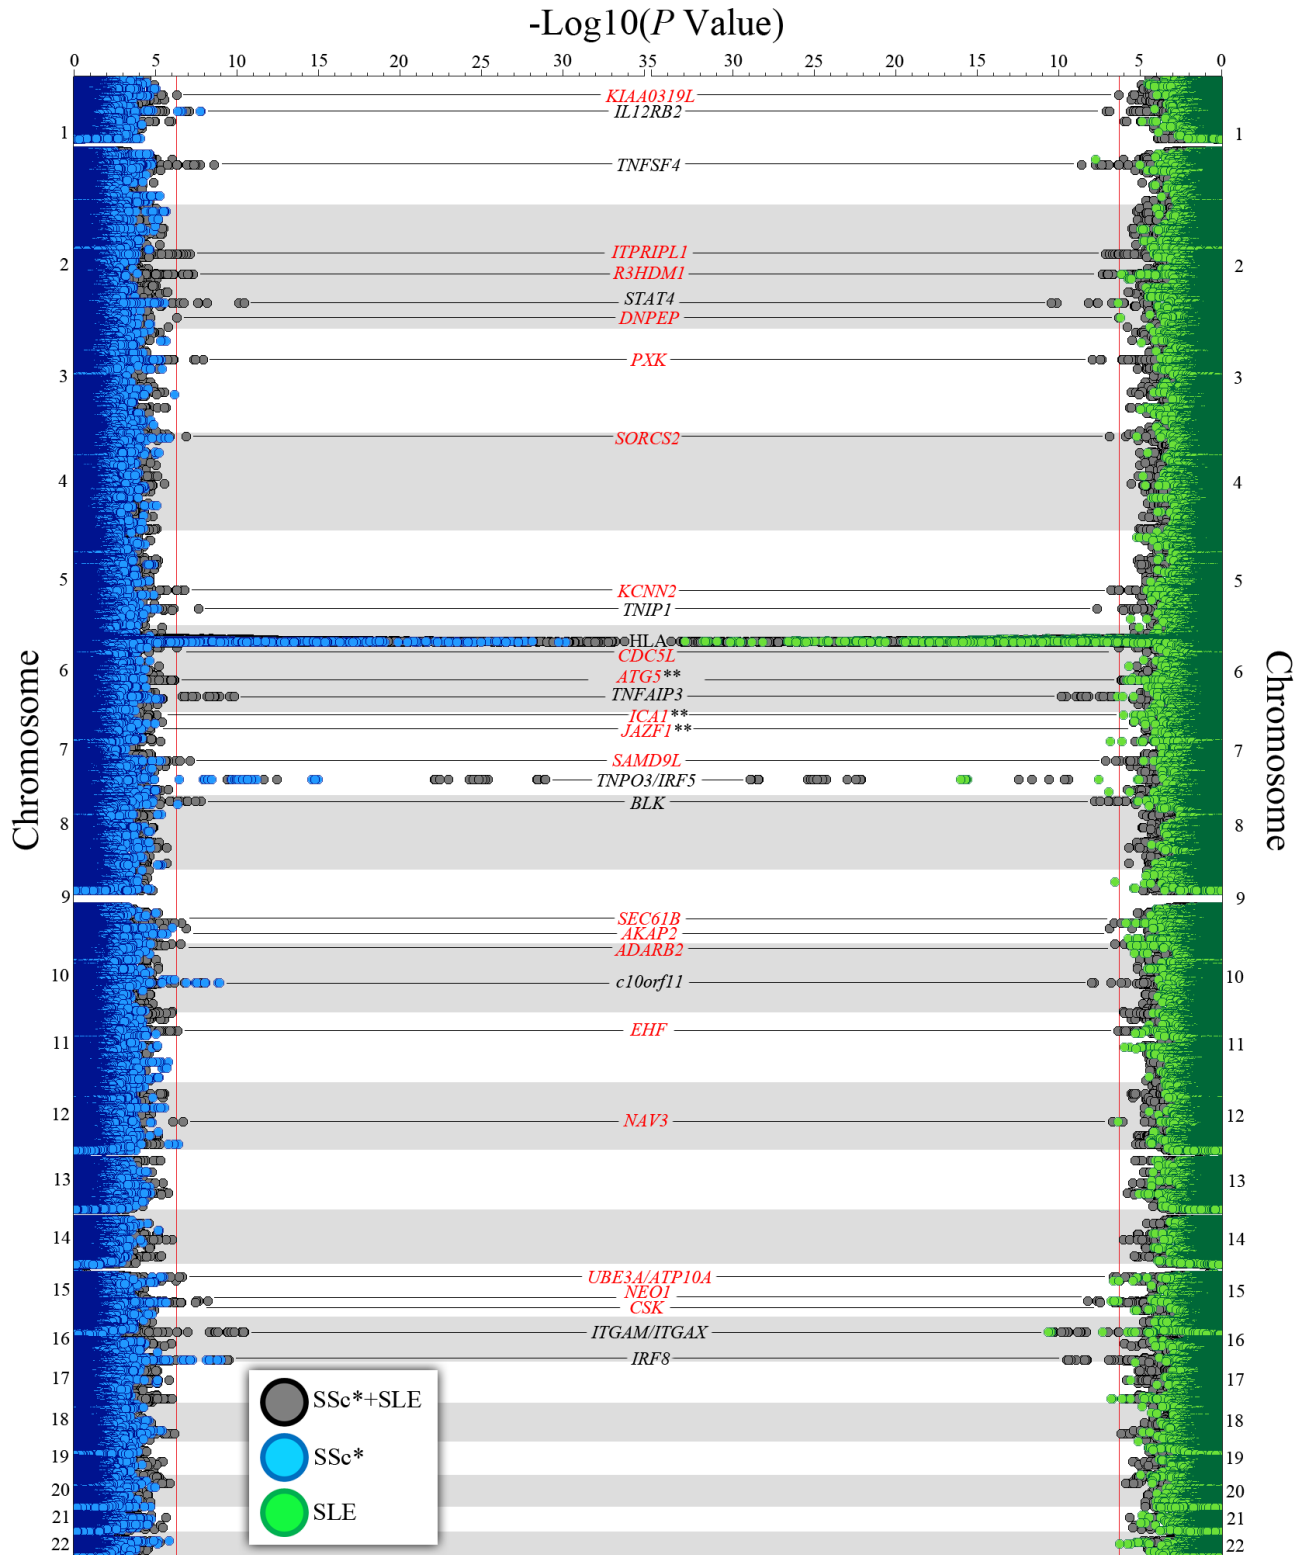 -Log10(P Value)
0 5 10 15 20 25 30 35 30 25 20 15 10 5 0
KIAA0319L
IL12RB2
1 1
TNFSF4
ITPRIPL1
2 2
R3HDM1
STAT4
DNPEP
PXK
3 3
SORCS2
4 4
5 5
KCNN2
TNIP1
HLA
CDC5L
6 6
ATG5**
TNFAIP3
ICA1**
JAZF1**
7 7
SAMD9L
TNPO3/IRF5
BLK
8 8
Chromosome
Chromosome
9 9
SEC61B
AKAP2
ADARB2
10 10
c10orf11
EHF
11 11
12 12
NAV3
13 13
14 14
UBE3A/ATP10A
15 15
NEO1
CSK
ITGAM/ITGAX
16 16
IRF8
17 17
SSc*+SLE
18 18
SSc*
19 19
20 20
SLE
21 21
22 22